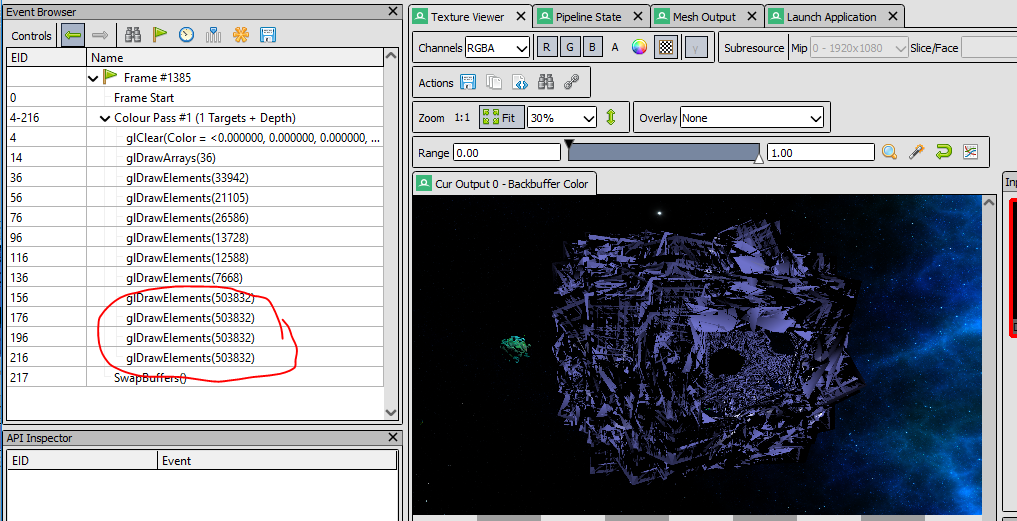 Event Browser
Controls
EID Name
Frame #1385
0 Frame Start
4-216 Colour Pass #1 (1 Targets + Depth)
4 glClear(Color = <0.000000, 0.000000, 0.000000, ...
14 glDrawArrays(36)
36 glDrawElements(33942)
56 glDrawElements(21105)
76 glDrawElements(26586)
96 glDrawElements(13728)
116 glDrawElements(12588)
136 glDrawElements(7668)
156 glDrawElements(503832)
176 glDrawElements(503832)
196 glDrawElements(503832)
216 glDrawElements(503832)
217 SwapBuffers()
API Inspector
EID Event
Texture Viewer Pipeline State Mesh Output Launch Application
Channels RGBA R G B A γ Subresource Mip 0 - 1920x1080 Slice/Face
Actions
Zoom 1:1 Fit 30% Overlay None
Range 0.00 1.00
Cur Output 0 - Backbuffer Color